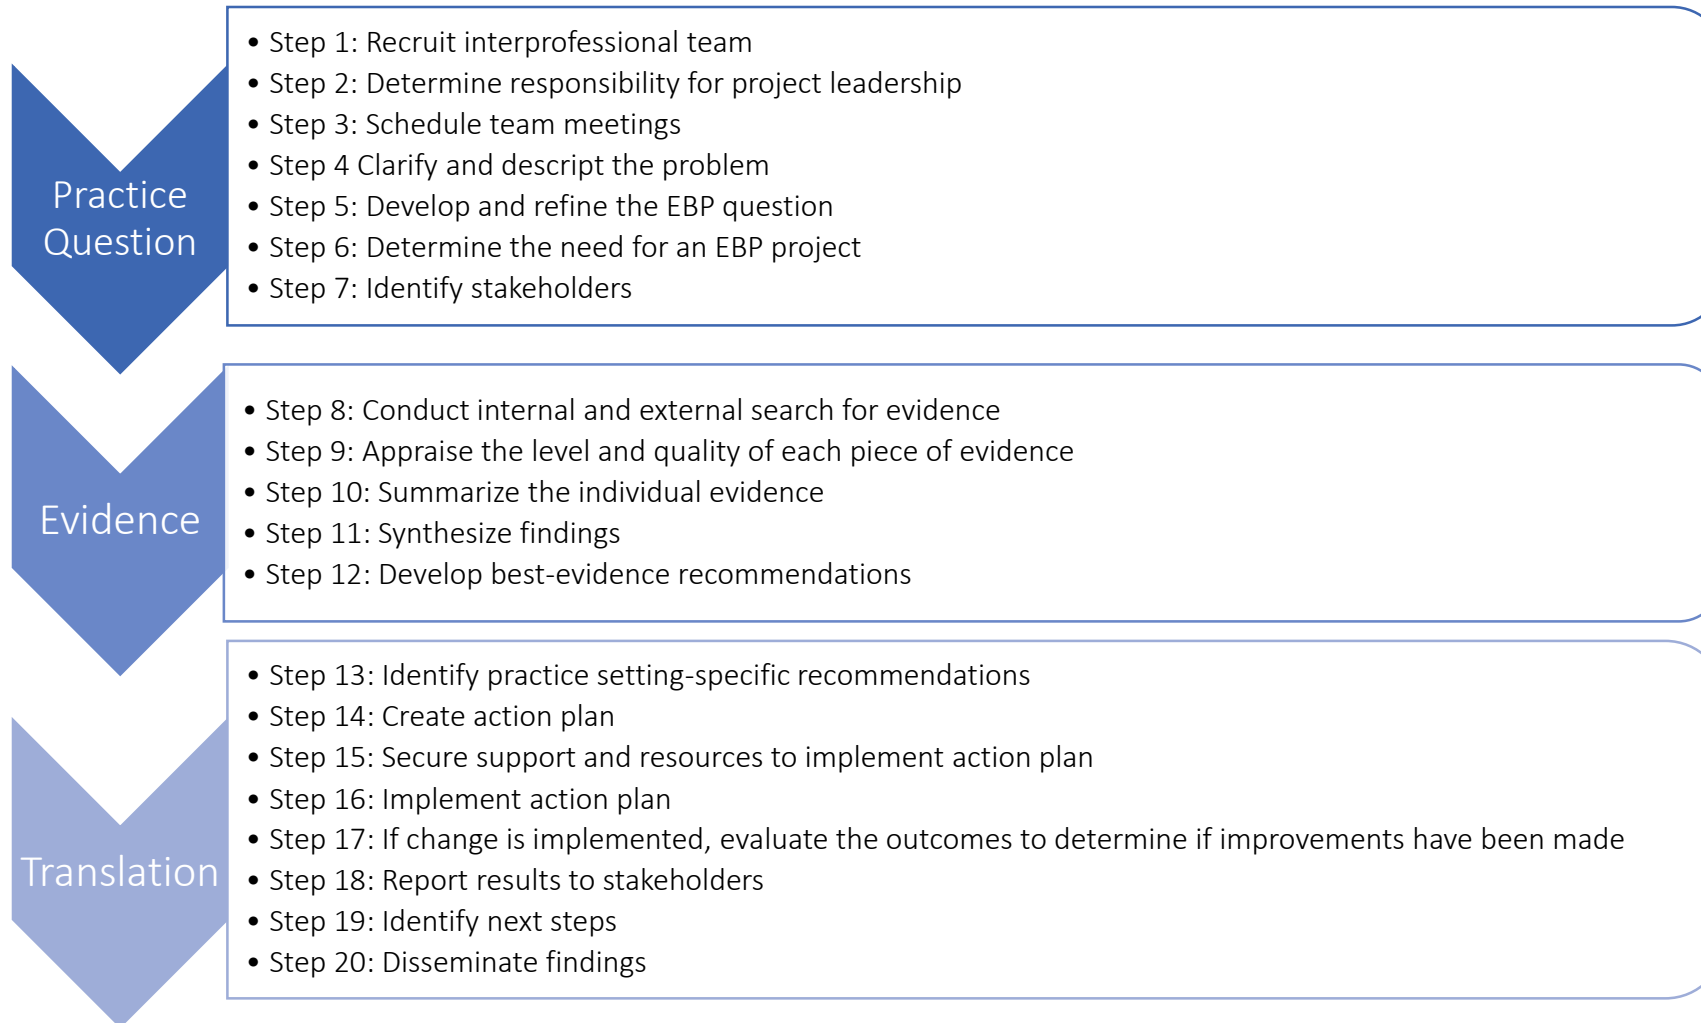 Practice
Question
• Step 1: Recruit interprofessional team
• Step 2: Determine responsibility for project leadership
• Step 3: Schedule team meetings
• Step 4 Clarify and descript the problem
• Step 5: Develop and refine the EBP question
• Step 6: Determine the need for an EBP project
• Step 7: Identify stakeholders
Evidence
• Step 8: Conduct internal and external search for evidence
• Step 9: Appraise the level and quality of each piece of evidence
• Step 10: Summarize the individual evidence
• Step 11: Synthesize findings
• Step 12: Develop best-evidence recommendations
Translation
• Step 13: Identify practice setting-specific recommendations
• Step 14: Create action plan
• Step 15: Secure support and resources to implement action plan
• Step 16: Implement action plan
• Step 17: If change is implemented, evaluate the outcomes to determine if improvements have been made
• Step 18: Report results to stakeholders
• Step 19: Identify next steps
• Step 20: Disseminate findings